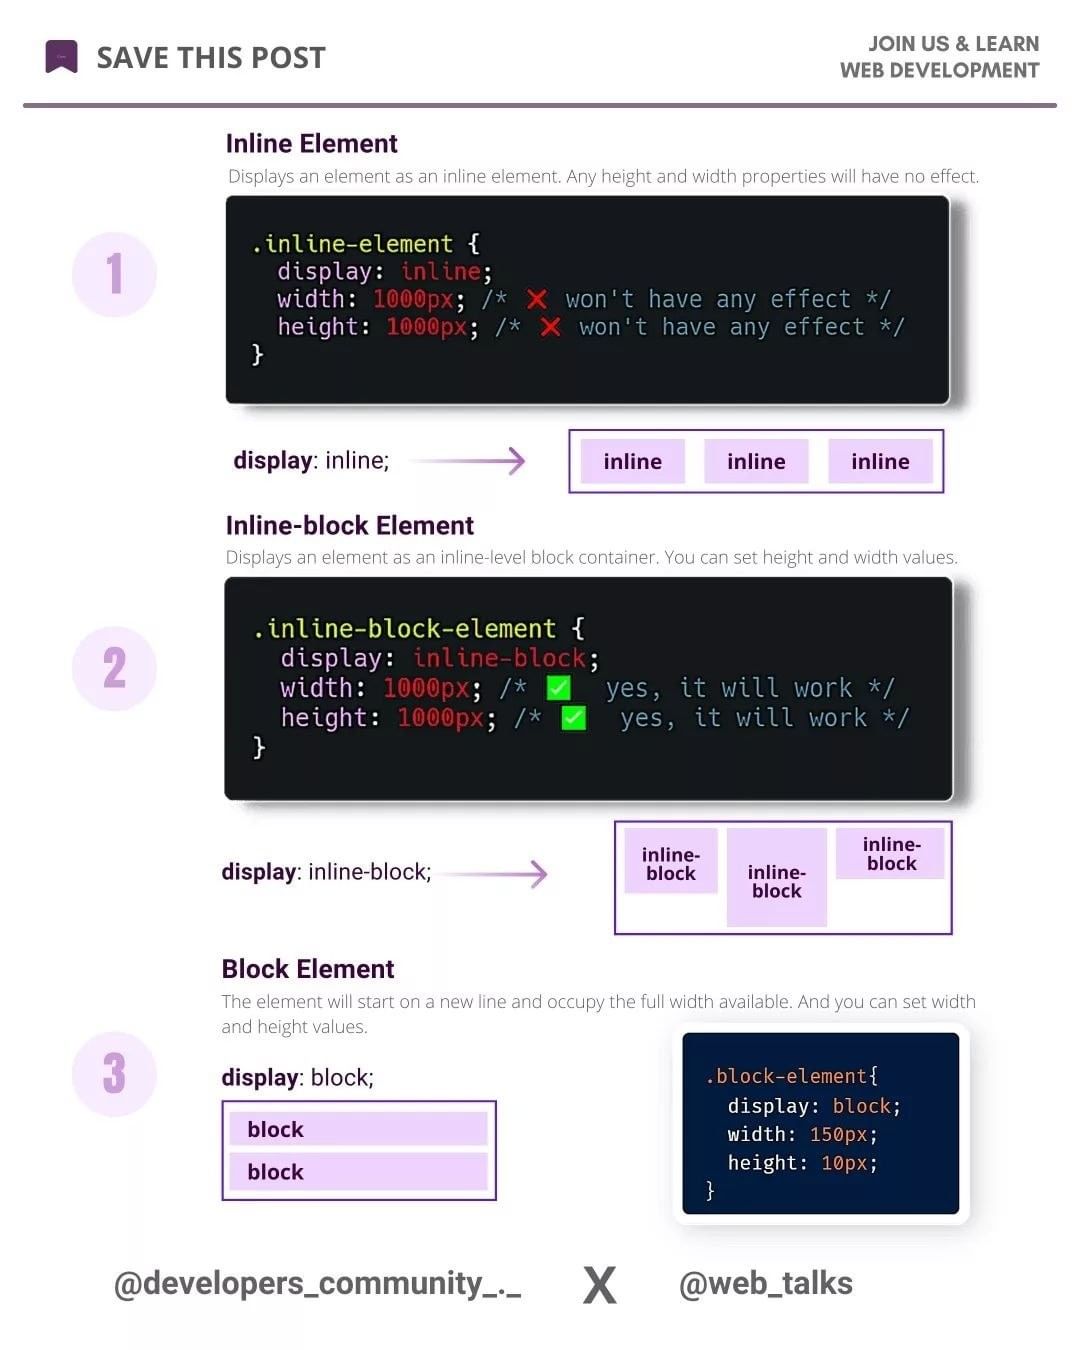 SAVE THIS POST
JOIN US & LEARN
WEB DEVELOPMENT
1
Inline Element
Displays an element as an inline element. Any height and width properties will have no effect.
.inline-element {
display: inline;
width: 1000px; /* ❌ won't have any effect */
height: 1000px; /* ❌ won't have any effect */
}
display: inline;
inline inline inline
2
Inline-block Element
Displays an element as an inline-level block container. You can set height and width values.
.inline-block-element {
display: inline-block;
width: 1000px; /* ✅ yes, it will work */
height: 1000px; /* ✅ yes, it will work */
}
display: inline-block;
inline-
block
inline-
block
inline-
block
3
Block Element
The element will start on a new line and occupy the full width available. And you can set width
and height values.
display: block;
block
block
.block-element{
display: block;
width: 150px;
height: 10px;
}
@developers_community_._ X @web_talks